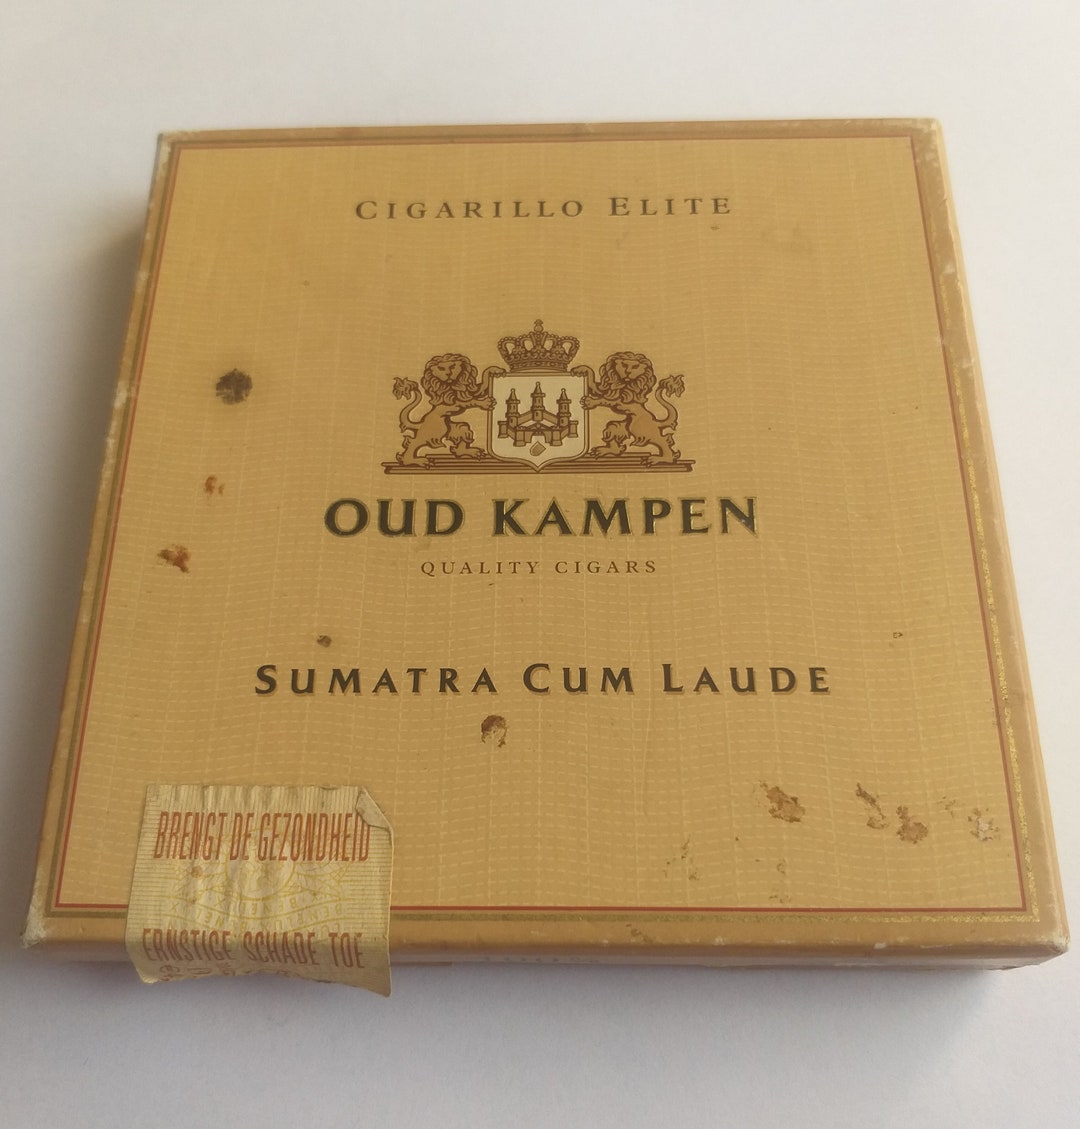 CIGARILLO ELITE
OUD KAMPEN
QUALITY CIGARS
SUMATRA CUM LAUDE
BRENGT DE GEZONDHEID
ERNSTIGE SCHADE TOE